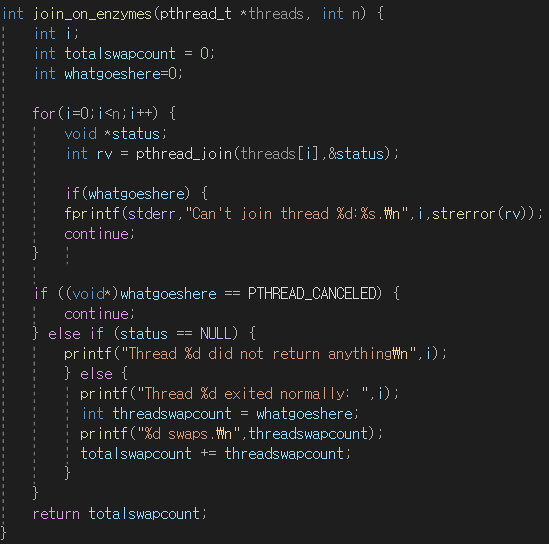 int join_on_enzymes(pthread_t *threads, int n) {
int i;
int totalswapcount = 0;
int whatgoeshere=0;
for(i=0;i<n;i++) {
void *status;
int rv = pthread_join(threads[i],&status);
if(whatgoeshere) {
fprintf(stderr,"Can't join thread %d:%s.₩n",i,strerror(rv));
continue;
}
if ((void*)whatgoeshere == PTHREAD_CANCELED) {
continue;
} else if (status == NULL) {
printf("Thread %d did not return anything₩n",i);
} else {
printf("Thread %d exited normally: ",i);
int threadswapcount = whatgoeshere;
printf("%d swaps.₩n",threadswapcount);
totalswapcount += threadswapcount;
}
}
return totalswapcount;
}